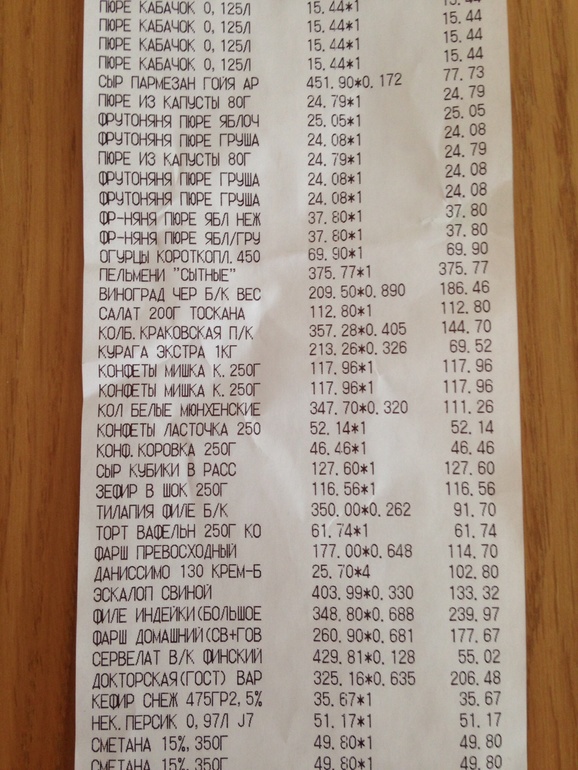 ПЮРЕ КАБАЧОК 0,125Л 15.44*1 15.44
ПЮРЕ КАБАЧОК 0,125Л 15.44*1 15.44
ПЮРЕ КАБАЧОК 0,125Л 15.44*1 15.44
ПЮРЕ КАБАЧОК 0,125Л 15.44*1 15.44
СЫР ПАРМЕЗАН ГОЙЯ АР 451.90*0.172 77.73
ПЮРЕ ИЗ КАПУСТЫ 80Г 24.79*1 24.79
ФРУТОНЯНЯ ПЮРЕ ЯБЛОЧ 25.05*1 25.05
ФРУТОНЯНЯ ПЮРЕ ГРУША 24.08*1 24.08
ПЮРЕ ИЗ КАПУСТЫ 80Г 24.79*1 24.79
ФРУТОНЯНЯ ПЮРЕ ГРУША 24.08*1 24.08
ФРУТОНЯНЯ ПЮРЕ ГРУША 24.08*1 24.08
ФР-НЯНЯ ПЮРЕ ЯБЛ НЕЖ 37.80*1 37.80
ФР-НЯНЯ ПЮРЕ ЯБЛ/ГРУ 37.80*1 37.80
ОГУРЦЫ КОРОТКОПЛ.450 69.90*1 69.90
ПЕЛЬМЕНИ "СЫТНЫЕ" 375.77*1 375.77
ВИНОГРАД ЧЕР Б/К ВЕС 209.50*0.890 186.46
САЛАТ 200Г ТОСКАНА 112.80*1 112.80
КОЛБ.КРАКОВСКАЯ П/К 357.28*0.405 144.70
КУРАГА ЭКСТРА 1КГ 213.26*0.326 69.52
КОНФЕТЫ МИШКА К.250Г 117.96*1 117.96
КОНФЕТЫ МИШКА К.250Г 117.96*1 117.96
КОЛ БЕЛЫЕ МЮНХЕНСКИЕ 347.70*0.320 111.26
КОНФЕТЫ ЛАСТОЧКА 250 52.14*1 52.14
КОНФ.КОРОВКА 250Г 46.46*1 46.46
СЫР КУБИКИ В РАСС 127.60*1 127.60
ЗЕФИР В ШОК 250Г 116.56*1 116.56
ТИЛАПИЯ ФИЛЕ Б/К 350.00*0.262 91.70
ТОРТ ВАФЕЛЬН 250Г КО 61.74*1 61.74
ФАРШ ПРЕВОСХОДНЫЙ 177.00*0.648 114.70
ДАНИССИМО 130 КРЕМ-Б 25.70*4 102.80
ЭСКАЛОП СВИНОЙ 403.99*0.330 133.32
ФИЛЕ ИНДЕЙКИ(БОЛЬШОЕ 348.80*0.688 239.97
ФАРШ ДОМАШНИЙ(СВ+ГОВ 260.90*0.681 177.67
СЕРВЕЛАТ В/К ФИНСКИЙ 429.81*0.128 55.02
ДОКТОРСКАЯ(ГОСТ) ВАР 325.16*0.635 206.48
КЕФИР СНЕЖ 475ГР2,5% 35.67*1 35.67
НЕК.ПЕРСИК 0,97Л J7 51.17*1 51.17
СМЕТАНА 15%,350Г 49.80*1 49.80
СМЕТАНА 15%,350Г 49.80*1 49.80